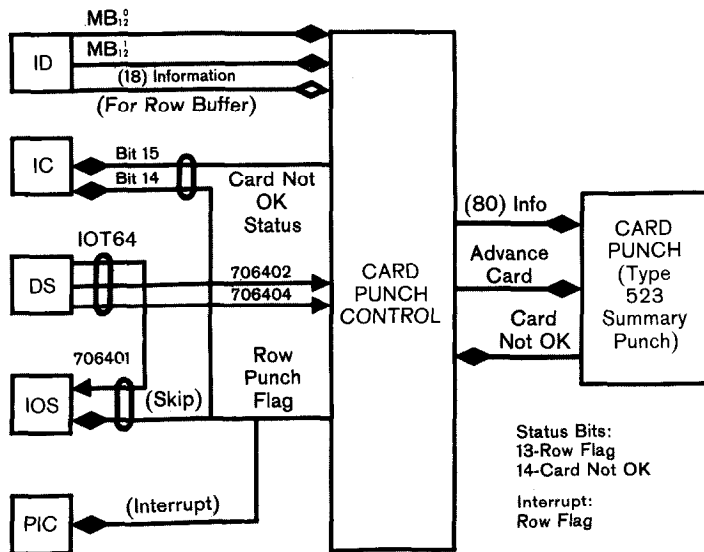 MB⁰₁₂
MB¹₁₂
ID
(18) Information
(For Row Buffer)
IC
Bit 15
Bit 14
Card Not
OK
Status
IOT64
DS
706402
706404
706401
IOS
(Skip)
Row
Punch
Flag
PIC
(Interrupt)
CARD
PUNCH
CONTROL
(80) Info
Advance
Card
Card
Not OK
CARD
PUNCH
(Type
523
Summary
Punch)
Status Bits:
13-Row Flag
14-Card Not OK
Interrupt:
Row Flag